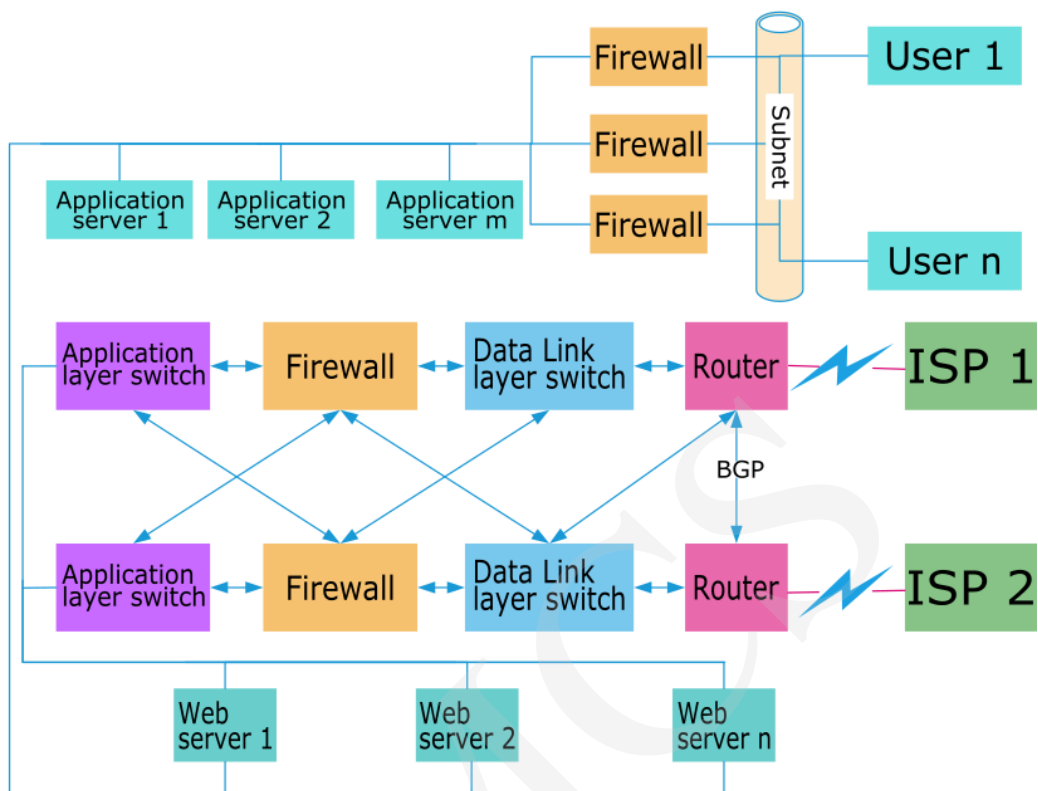 Firewall
User 1
Firewall
Subnet
Application
server 1
Application
server 2
Application
server m
Firewall
User n
Application
layer switch
Firewall
Data Link
layer switch
Router
ISP 1
BGP
Application
layer switch
Firewall
Data Link
layer switch
Router
ISP 2
Web
server 1
Web
server 2
Web
server n